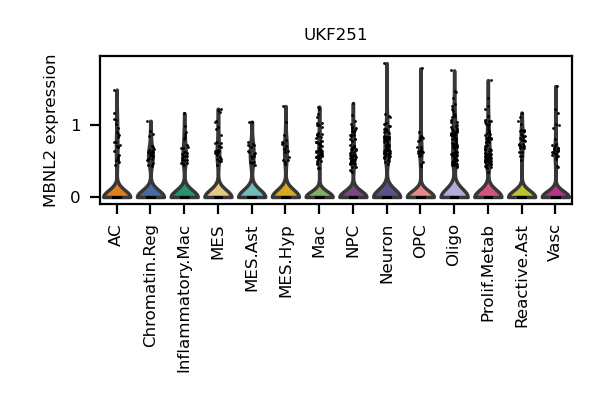 UKF251
MBNL2 expression
1
0
AC
Chromatin.Reg
Inflammatory.Mac
MES
MES.Ast
MES.Hyp
Mac
NPC
Neuron
OPC
Oligo
Prolif.Metab
Reactive.Ast
Vasc